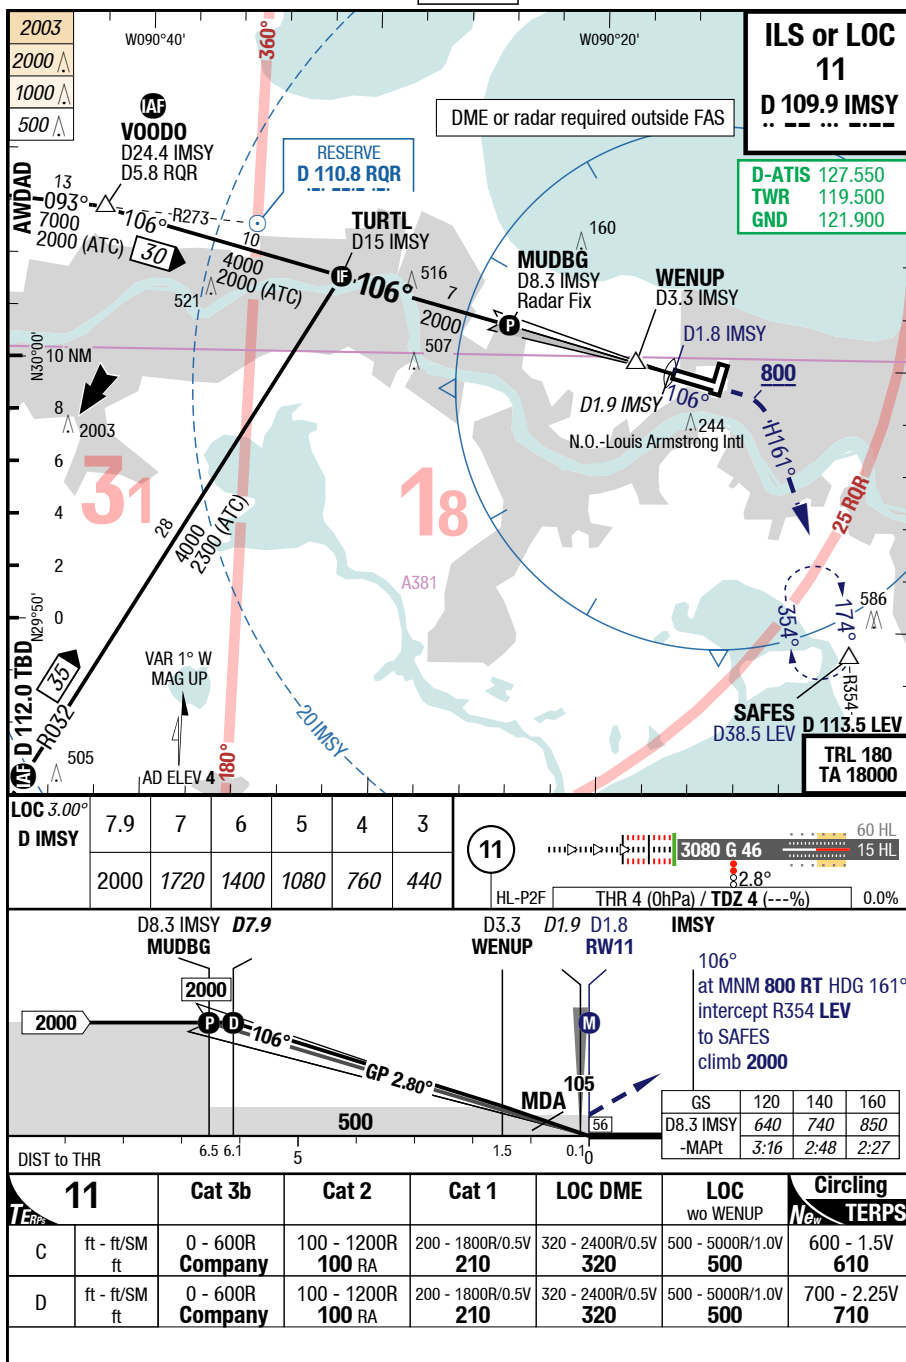 2003
2000
1000
500
W090°40'
360°
W090°20'
ILS or LOC
11
D 109.9 IMSY
DME or radar required outside FAS
D-ATIS 127.550
TWR 119.500
GND 121.900
IAF
VOODO
D24.4 IMSY
D5.8 RQR
RESERVE
D 110.8 RQR
AWDAD
13
093°
7000
2000 (ATC)
106°
30
R273
10
4000
2000 (ATC)
TURTL
D15 IMSY
IF
106°
516
521
507
7
2000
160
MUDBG
D8.3 IMSY
Radar Fix
P
WENUP
D3.3 IMSY
D1.8 IMSY
D1.9 IMSY
106°
800
H161°
244
N.O.-Louis Armstrong Intl
N30°00'
10 NM
8
6
4
2
0
N29°50'
2003
31
18
28
4000
2300 (ATC)
A381
25 RQR
354°
174°
586
R354
SAFES
D38.5 LEV
D 113.5 LEV
TRL 180
TA 18000
VAR 1° W
MAG UP
AD ELEV 4
180°
20 IMSY
35
R032
IAF
D 112.0 TBD
505
LOC 3.00°
D IMSY
7.9 7 6 5 4 3
2000 1720 1400 1080 760 440
11
HL-P2F
3080 G 46
60 HL
15 HL
2.8°
THR 4 (0hPa) / TDZ 4 (---%)
0.0%
D8.3 IMSY D7.9
MUDBG
D3.3 D1.9 D1.8 IMSY
WENUP RW11
2000
2000
P D
106°
GP 2.80°
M
105
MDA
500
56
106°
at MNM 800 RT HDG 161°
intercept R354 LEV
to SAFES
climb 2000
GS 120 140 160
D8.3 IMSY 640 740 850
-MAPt 3:16 2:48 2:27
DIST to THR 6.5 6.1 5 1.5 0.1 0
TERPS 11 Cat 3b Cat 2 Cat 1 LOC DME LOC Circling
wo WENUP New TERPS
C ft - ft/SM 0 - 600R 100 - 1200R 200 - 1800R/0.5V 320 - 2400R/0.5V 500 - 5000R/1.0V 600 - 1.5V
ft Company 100 RA 210 320 500 610
D ft - ft/SM 0 - 600R 100 - 1200R 200 - 1800R/0.5V 320 - 2400R/0.5V 500 - 5000R/1.0V 700 - 2.25V
ft Company 100 RA 210 320 500 710